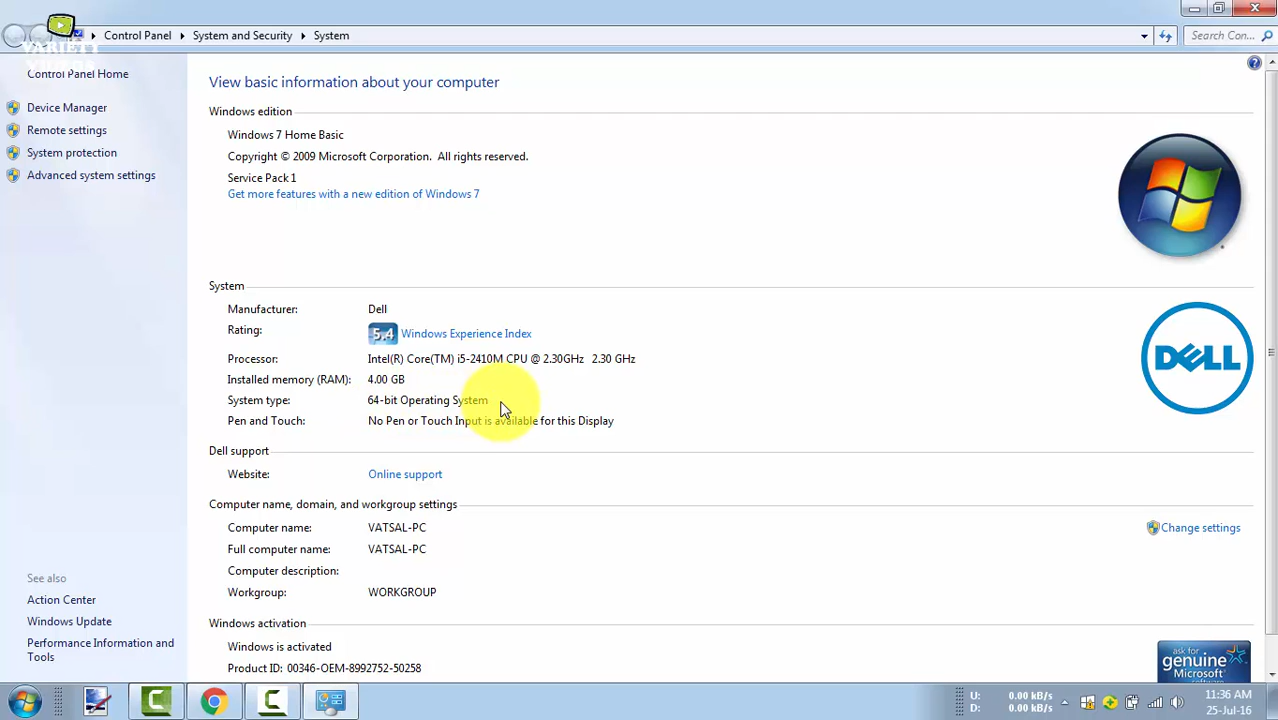 VARIETY
Control Panel System and Security System
Search Con...
Control Panel Home
Device Manager
Remote settings
System protection
Advanced system settings
View basic information about your computer
Windows edition
Windows 7 Home Basic
Copyright © 2009 Microsoft Corporation. All rights reserved.
Service Pack 1
Get more features with a new edition of Windows 7
System
Manufacturer: Dell
Rating: 5.4 Windows Experience Index
Processor: Intel(R) Core(TM) i5-2410M CPU @ 2.30GHz 2.30 GHz
Installed memory (RAM): 4.00 GB
System type: 64-bit Operating System
Pen and Touch: No Pen or Touch Input is available for this Display
DELL
Dell support
Website: Online support
Computer name, domain, and workgroup settings
Computer name: VATSAL-PC
Change settings
Full computer name: VATSAL-PC
Computer description:
Workgroup: WORKGROUP
See also
Action Center
Windows Update
Performance Information and
Tools
Windows activation
Windows is activated
Product ID: 00346-OEM-8992752-50258
ask for
genuine
Microsoft
U: 0.00 kB/s
D: 0.00 kB/s
11:36 AM
25-Jul-16